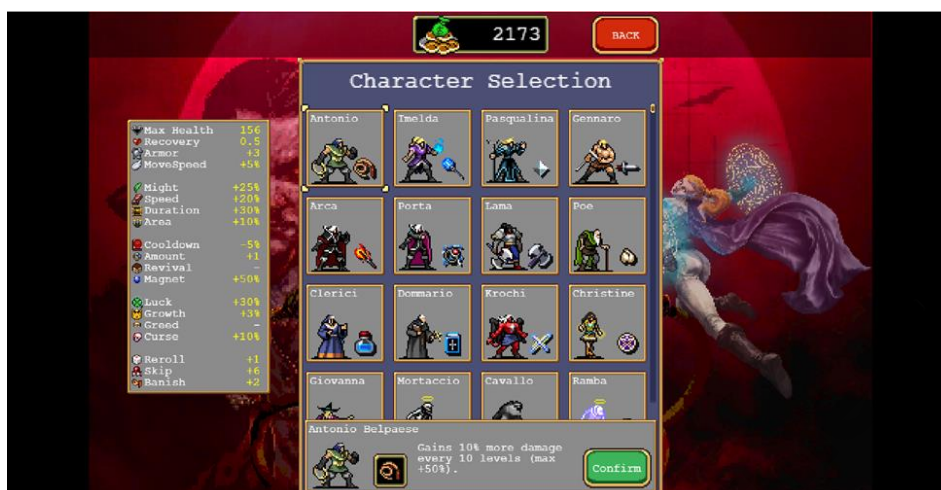 2173
BACK
Character Selection
Max Health 156
Recovery 0.5
Armor +3
MoveSpeed +5%
Might +25%
Speed +20%
Duration +30%
Area +10%
Cooldown -5%
Amount +1
Revival -
Magnet +50%
Luck +30%
Growth +3%
Greed -
Curse +10%
Reroll +1
Skip +6
Banish +2
Antonio Imelda Pasqualina Gennaro
Arca Porta Lama Poe
Clerici Dommario Krochi Christine
Giovanna Mortaccio Cavallo Ramba
Antonio Belpaese
Gains 10% more damage
every 10 levels (max
+50%).
Confirm